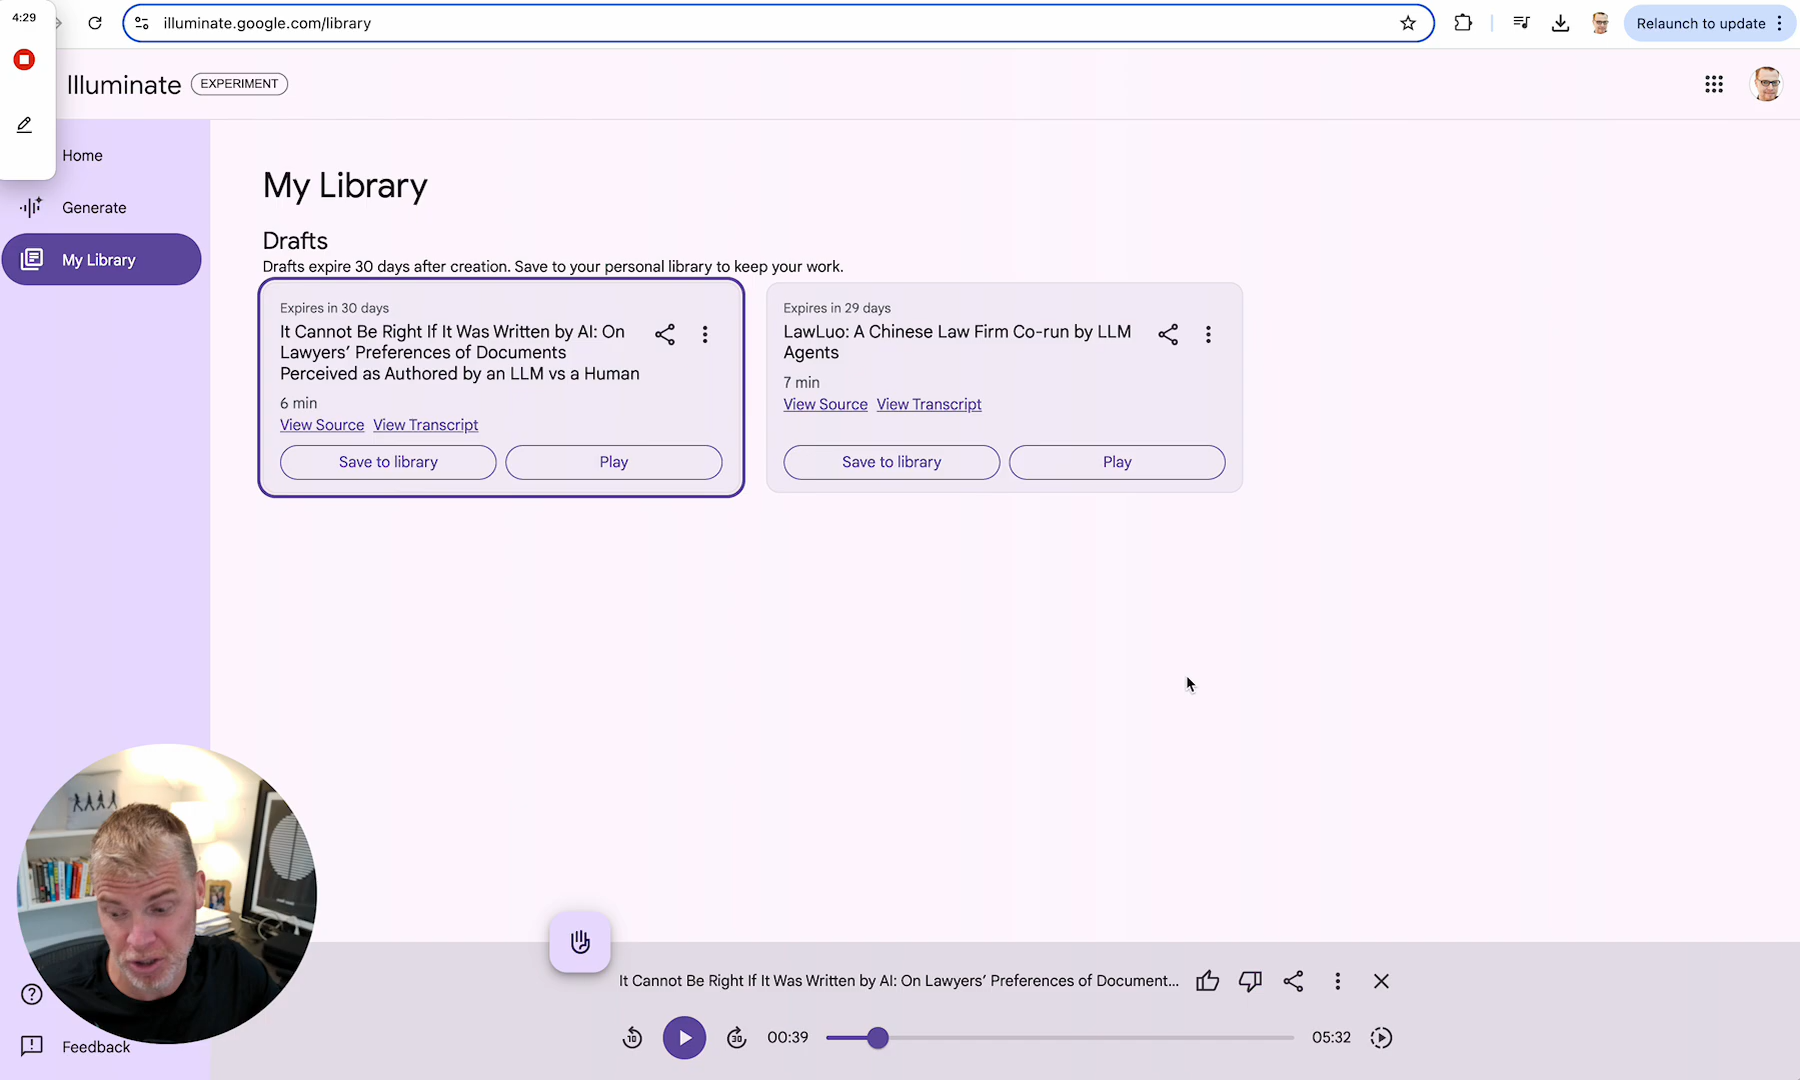 4:29
illuminate.google.com/library
Relaunch to update
Illuminate
EXPERIMENT
Home
Generate
My Library
My Library
Drafts
Drafts expire 30 days after creation. Save to your personal library to keep your work.
Expires in 30 days
It Cannot Be Right If It Was Written by AI: On
Lawyers’ Preferences of Documents
Perceived as Authored by an LLM vs a Human
6 min
View Source View Transcript
Save to library
Play
Expires in 29 days
LawLuo: A Chinese Law Firm Co-run by LLM
Agents
7 min
View Source View Transcript
Save to library
Play
It Cannot Be Right If It Was Written by AI: On Lawyers’ Preferences of Document...
10
30
00:39
05:32
Feedback